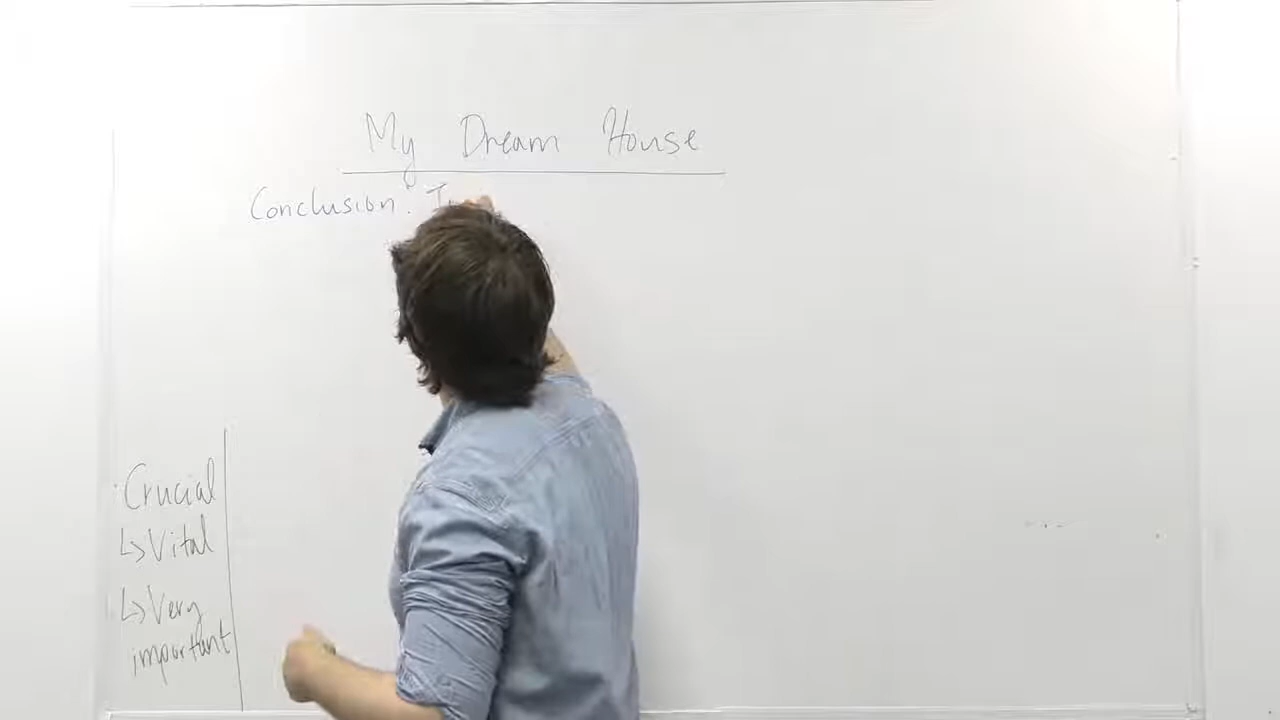 My Dream House
Conclusion:
Crucial
↳Vital
↳Very
important